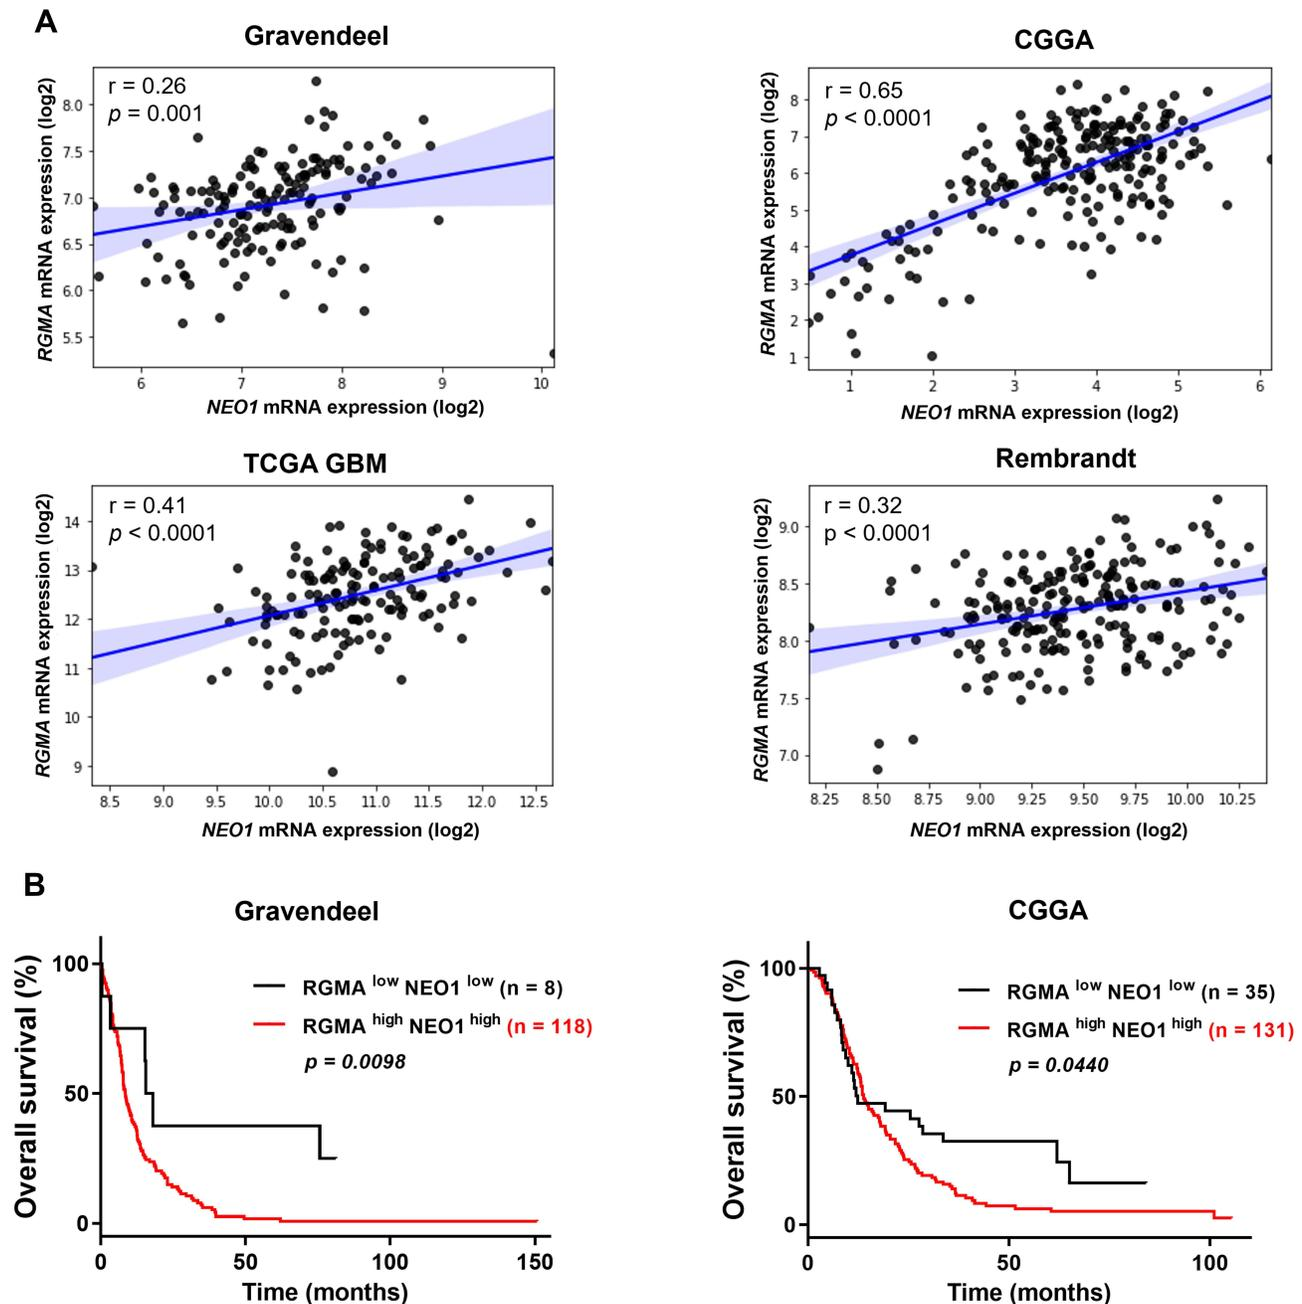 A
Gravendeel
r = 0.26
p = 0.001
RGMA mRNA expression (log2)
8.0
7.5
7.0
6.5
6.0
5.5
6 7 8 9 10
NEO1 mRNA expression (log2)
CGGA
r = 0.65
p < 0.0001
RGMA mRNA expression (log2)
8
7
6
5
4
3
2
1
1 2 3 4 5 6
NEO1 mRNA expression (log2)
TCGA GBM
r = 0.41
p < 0.0001
RGMA mRNA expression (log2)
14
13
12
11
10
9
8.5 9.0 9.5 10.0 10.5 11.0 11.5 12.0 12.5
NEO1 mRNA expression (log2)
Rembrandt
r = 0.32
p < 0.0001
RGMA mRNA expression (log2)
9.0
8.5
8.0
7.5
7.0
8.25 8.50 8.75 9.00 9.25 9.50 9.75 10.00 10.25
NEO1 mRNA expression (log2)
B
Gravendeel
Overall survival (%)
100
50
0
RGMA low NEO1 low (n = 8)
RGMA high NEO1 high (n = 118)
p = 0.0098
0 50 100 150
Time (months)
CGGA
Overall survival (%)
100
50
0
RGMA low NEO1 low (n = 35)
RGMA high NEO1 high (n = 131)
p = 0.0440
0 50 100
Time (months)